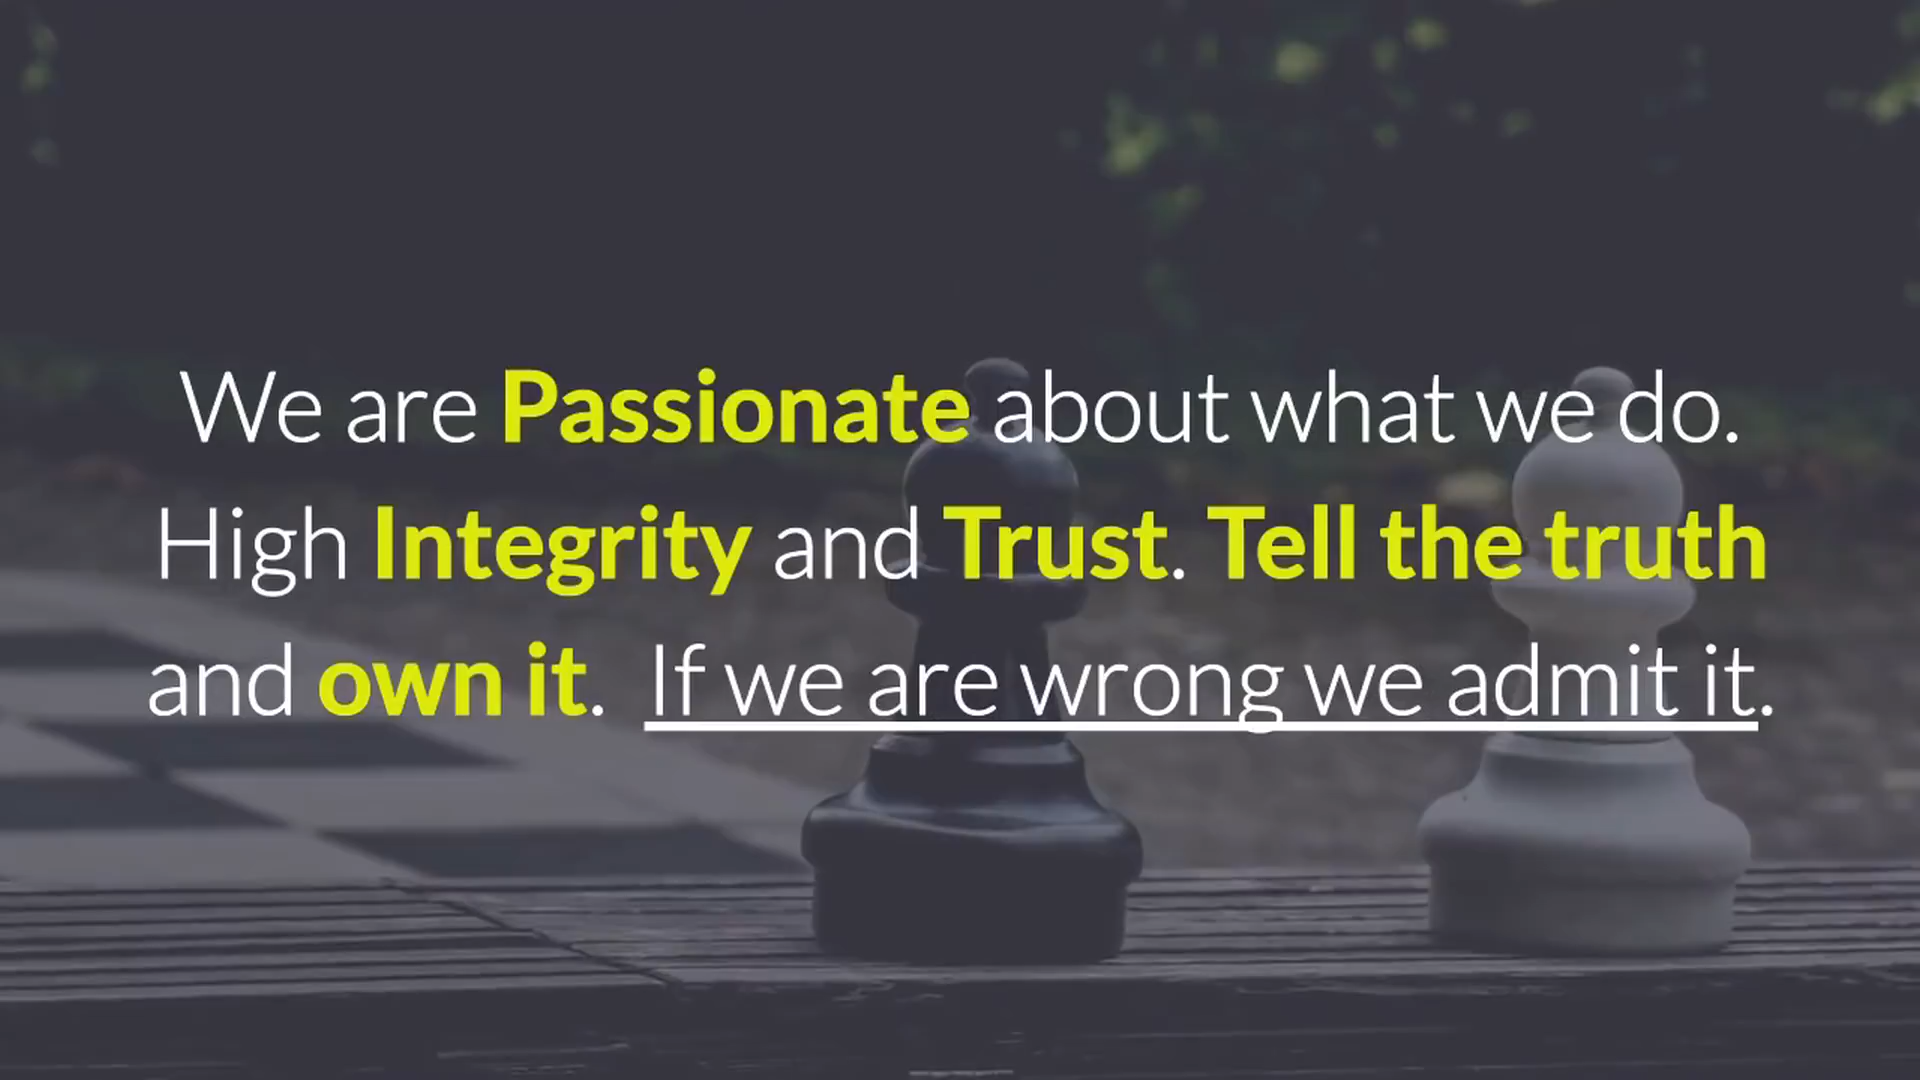 We are Passionate about what we do.
High Integrity and Trust. Tell the truth
and own it.  If we are wrong we admit it.